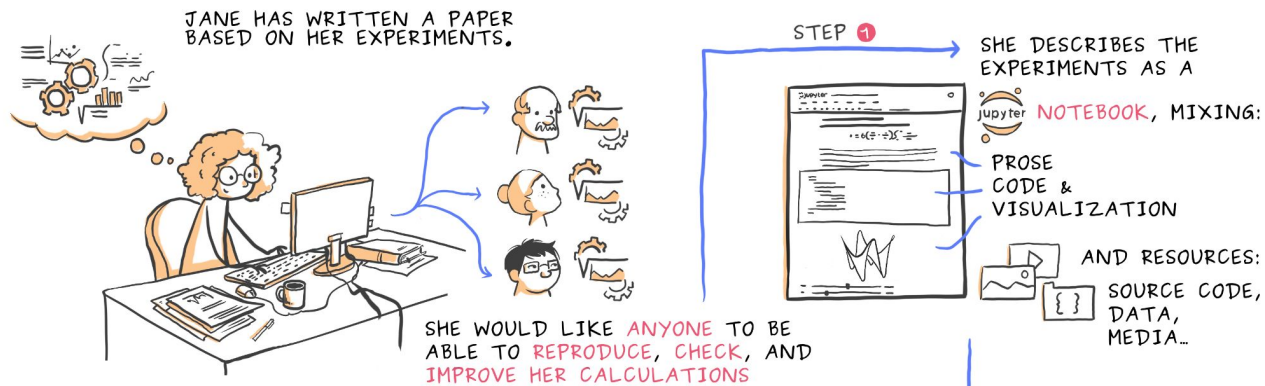 JANE HAS WRITTEN A PAPER
BASED ON HER EXPERIMENTS.
SHE WOULD LIKE ANYONE TO BE
ABLE TO REPRODUCE, CHECK, AND
IMPROVE HER CALCULATIONS
STEP 1
SHE DESCRIBES THE
EXPERIMENTS AS A
jupyter NOTEBOOK, MIXING:
jupyter
PROSE
CODE &
VISUALIZATION
AND RESOURCES:
{ }
SOURCE CODE,
DATA,
MEDIA…